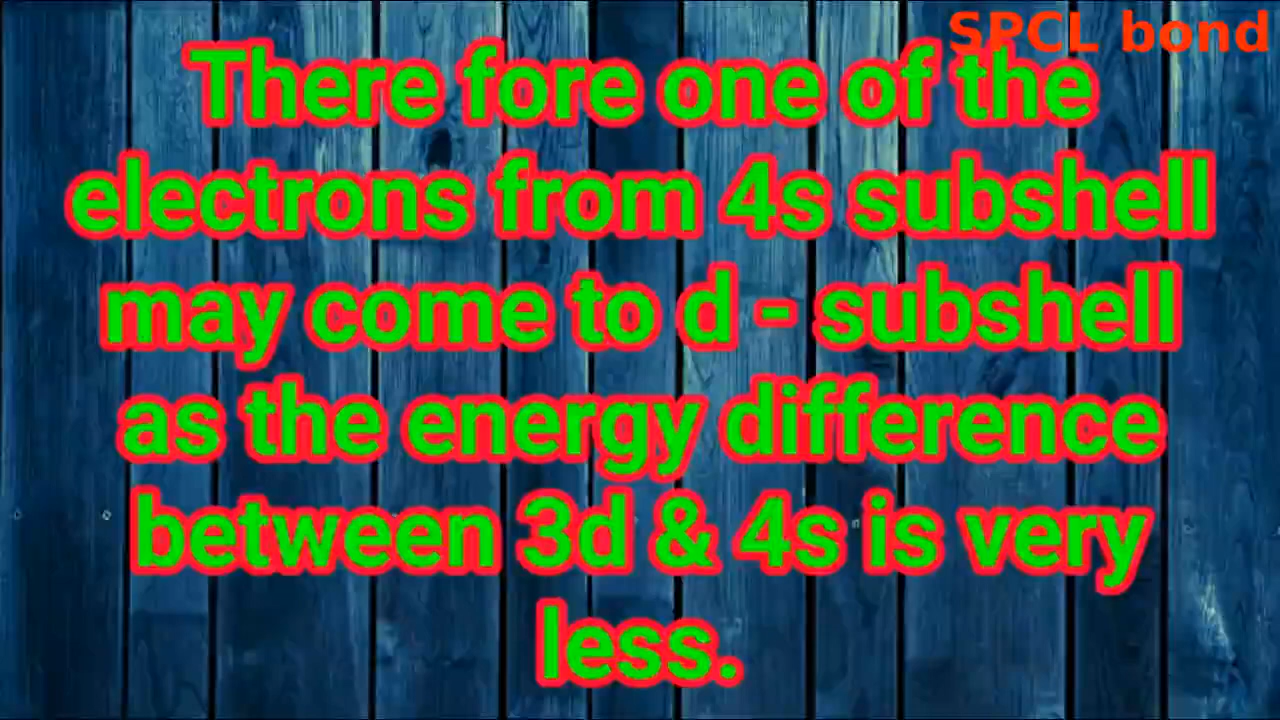 SPCL bond
There fore one of the
electrons from 4s subshell
may come to d - subshell
as the energy difference
between 3d & 4s is very
less.